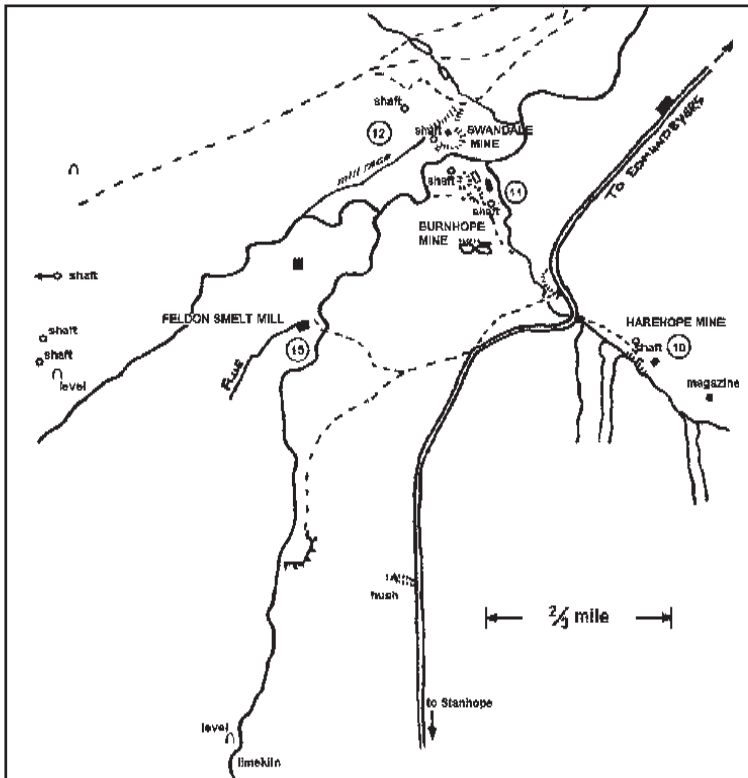 shaft
12
shaft
SWANDALE
MINE
mill race
shaft
11
shaft
BURNHOPE
MINE
TO EDMUNDBYERS
shaft
FELDON SMELT MILL
15
FLUE
shaft
shaft
level
HAREHOPE MINE
shaft
10
magazine
hush
2/3 mile
to Stanhope
level
limekiln